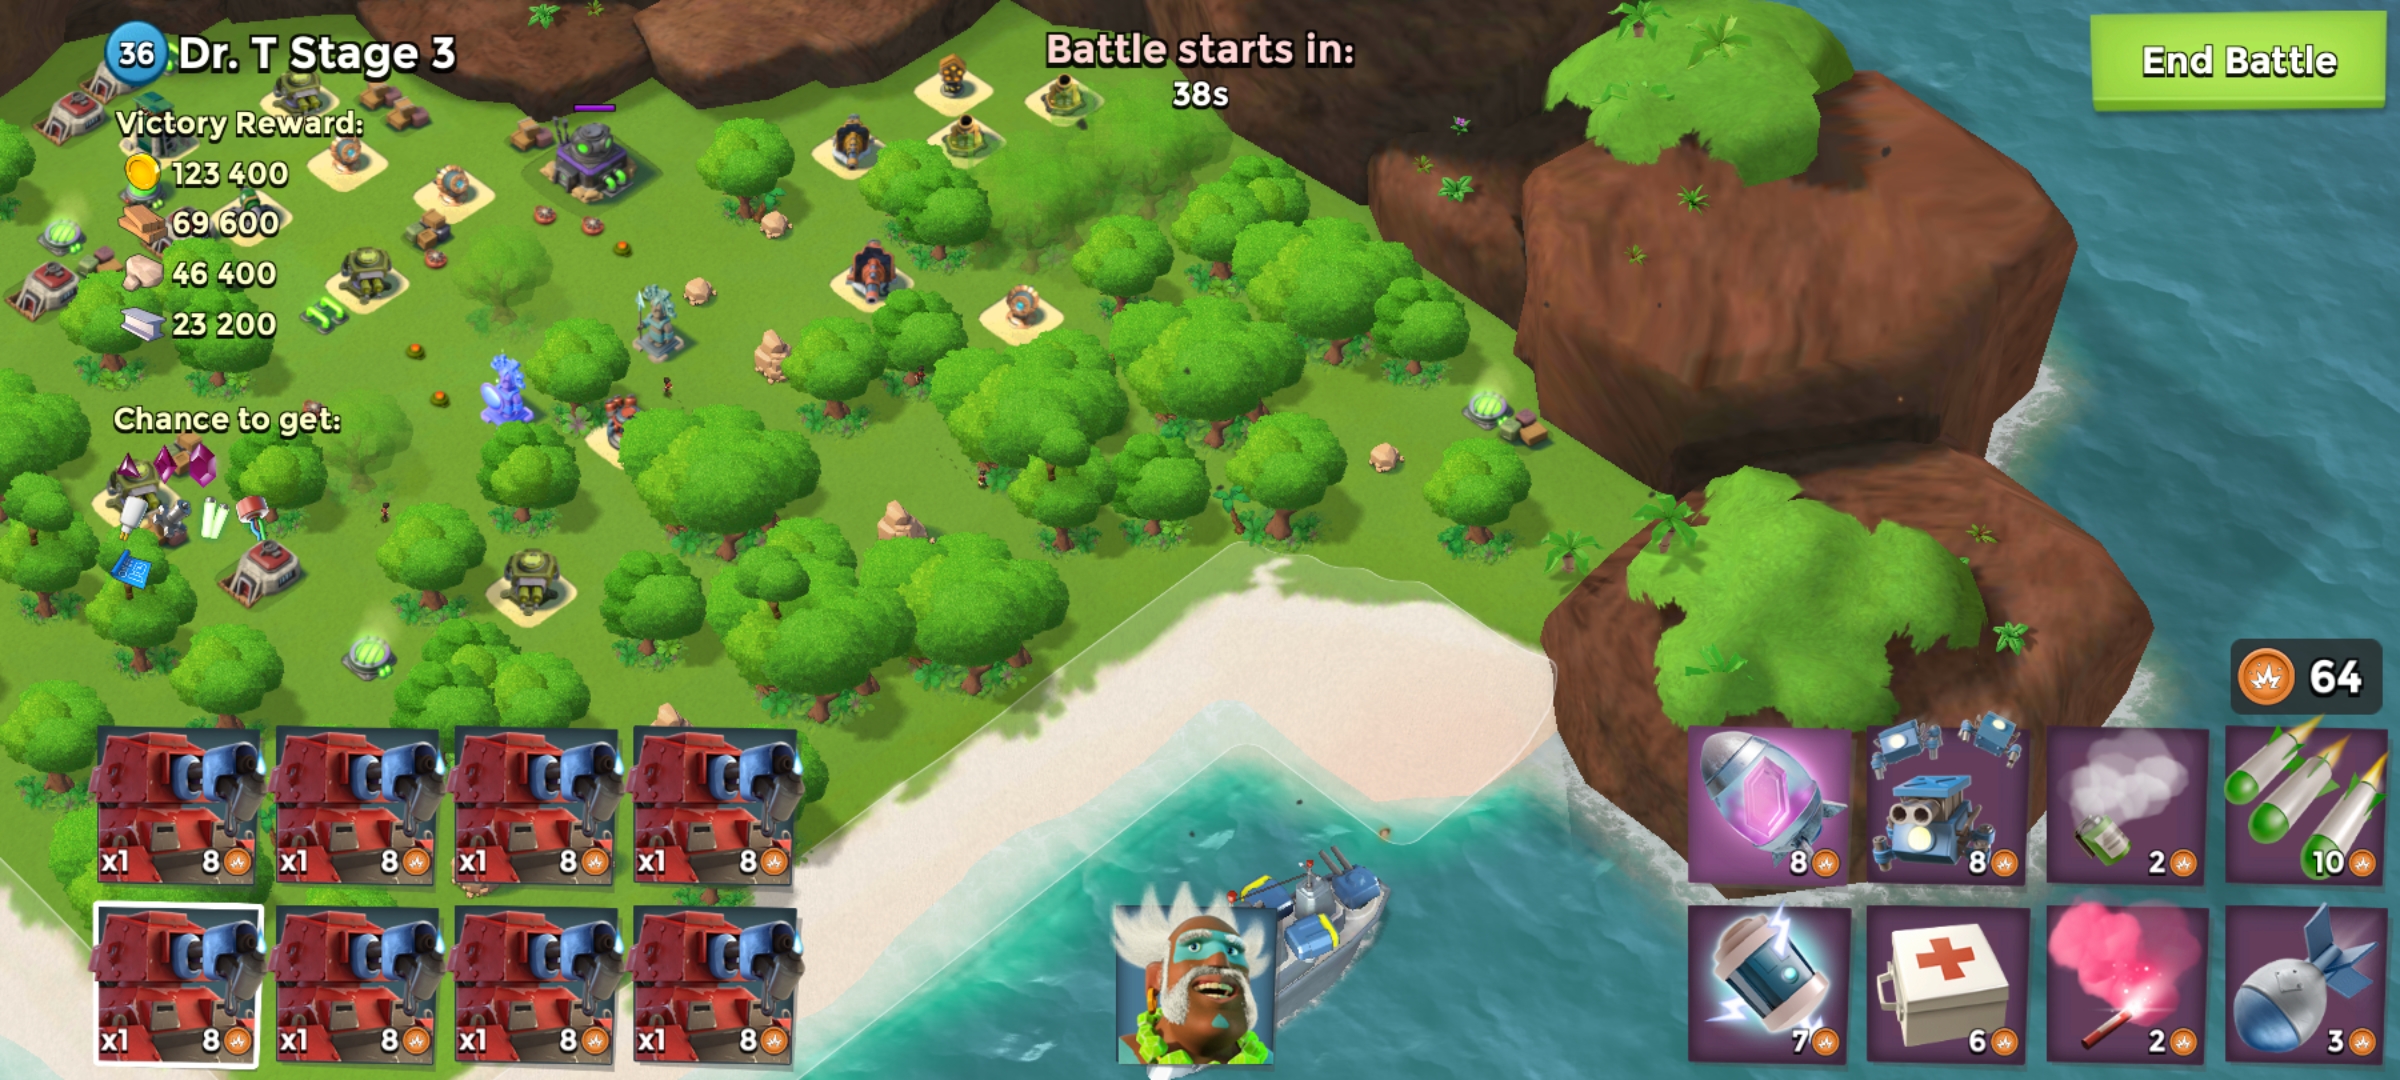 36 Dr. T Stage 3
Battle starts in:
38s
End Battle
Victory Reward:
123 400
69 600
46 400
23 200
Chance to get:
64
x1 8
x1 8
x1 8
x1 8
8
8
2
10
x1 8
x1 8
x1 8
x1 8
7
6
2
3